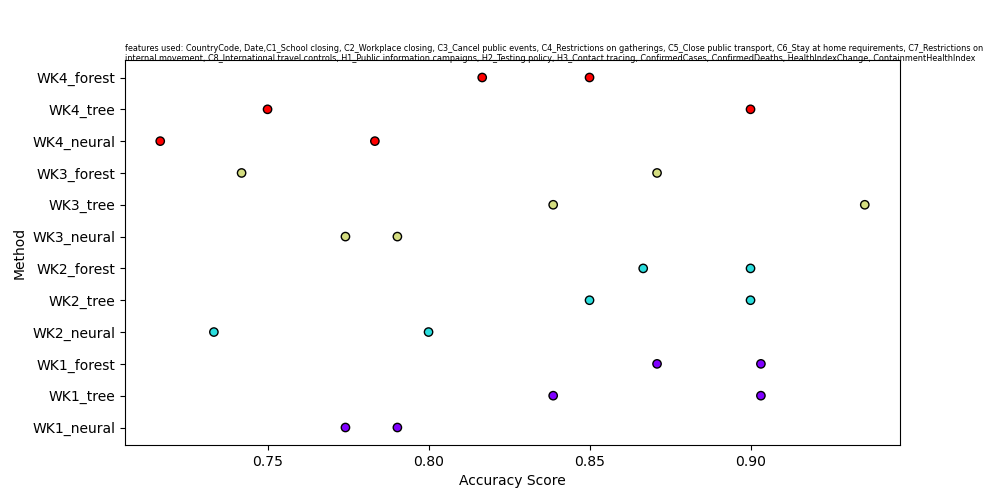 features used: CountryCode, Date,C1_School closing, C2_Workplace closing, C3_Cancel public events, C4_Restrictions on gatherings, C5_Close public transport, C6_Stay at home requirements, C7_Restrictions on
internal movement, C8_International travel controls, H1_Public information campaigns, H2_Testing policy, H3_Contact tracing, ConfirmedCases, ConfirmedDeaths, HealthIndexChange, ContainmentHealthIndex
WK4_forest
WK4_tree
WK4_neural
WK3_forest
WK3_tree
WK3_neural
WK2_forest
WK2_tree
WK2_neural
WK1_forest
WK1_tree
WK1_neural
Method
0.75 0.80 0.85 0.90
Accuracy Score